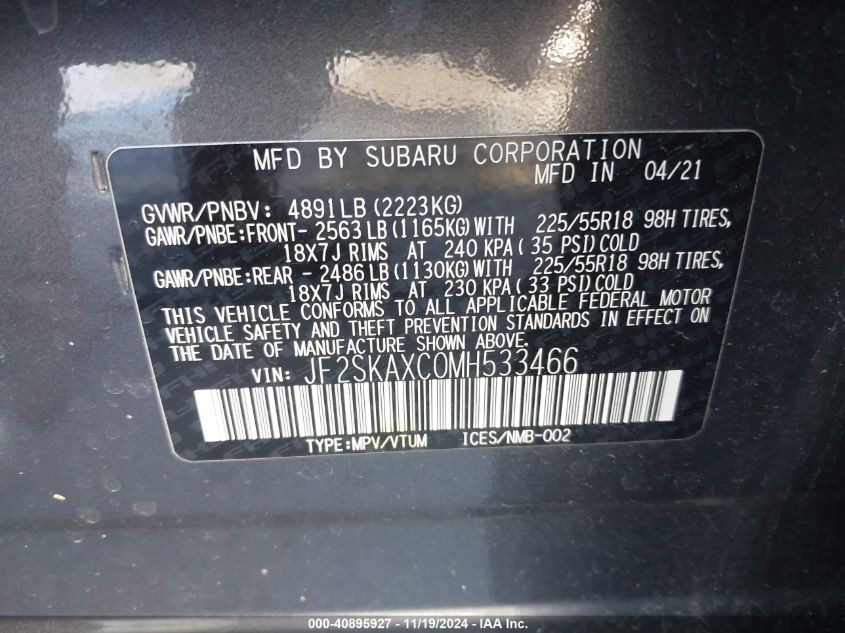 MFD BY SUBARU CORPORATION
MFD IN 04/21
GVWR/PNBV: 4891LB (2223KG)
GAWR/PNBE:FRONT- 2563LB (1165KG) WITH 225/55R18 98H TIRES,
18X7J RIMS AT 240 KPA ( 35 PSI) COLD
GAWR/PNBE:REAR - 2486LB (1130KG) WITH 225/55R18 98H TIRES,
18X7J RIMS AT 230 KPA ( 33 PSI) COLD
THIS VEHICLE CONFORMS TO ALL APPLICABLE FEDERAL MOTOR
VEHICLE SAFETY AND THEFT PREVENTION STANDARDS IN EFFECT ON
THE DATE OF MANUFACTURE SHOWN ABOVE.
VIN: JF2SKAXC0MH533466
TYPE:MPV/VTUM ICES/NMB-002
000-40895927 - 11/19/2024 - IAA Inc.